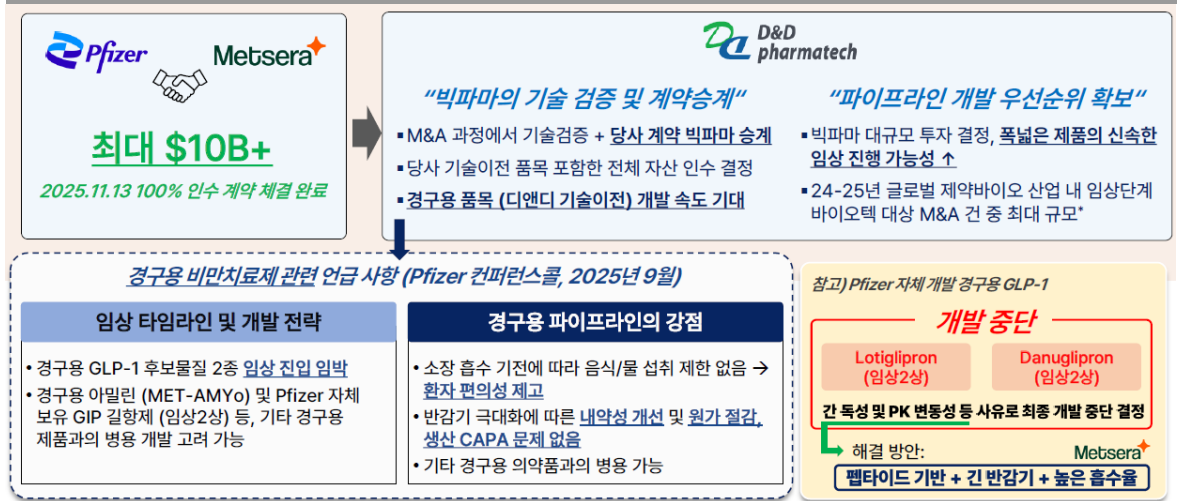 Pfizer
Metsera
최대 $10B+
2025.11.13 100% 인수 계약 체결 완료
D&D
pharmatech
“빅파마의 기술 검증 및 계약승계“
▪M&A 과정에서 기술검증 + 당사 계약 빅파마 승계
▪당사 기술이전 품목 포함한 전체 자산 인수 결정
▪경구용 품목 (디앤디 기술이전) 개발 속도 기대
“파이프라인 개발 우선순위 확보“
▪빅파마 대규모 투자 결정, 폭넓은 제품의 신속한
임상 진행 가능성 ↑
▪24-25년 글로벌 제약바이오 산업 내 임상단계
바이오텍 대상 M&A 건 중 최대 규모*
경구용 비만치료제 관련 언급 사항 (Pfizer 컨퍼런스콜, 2025년 9월)
임상 타임라인 및 개발 전략
• 경구용 GLP-1 후보물질 2종 임상 진입 임박
• 경구용 아밀린 (MET-AMYo) 및 Pfizer 자체
보유 GIP 길항제 (임상2상) 등, 기타 경구용
제품과의 병용 개발 고려 가능
경구용 파이프라인의 강점
• 소장 흡수 기전에 따라 음식/물 섭취 제한 없음 →
환자 편의성 제고
• 반감기 극대화에 따른 내약성 개선 및 원가 절감,
생산 CAPA 문제 없음
• 기타 경구용 의약품과의 병용 가능
참고) Pfizer 자체 개발 경구용 GLP-1
개발 중단
Lotiglipron
(임상2상)
Danuglipron
(임상2상)
간 독성 및 PK 변동성 등 사유로 최종 개발 중단 결정
해결 방안:
Metsera
펩타이드 기반 + 긴 반감기 + 높은 흡수율